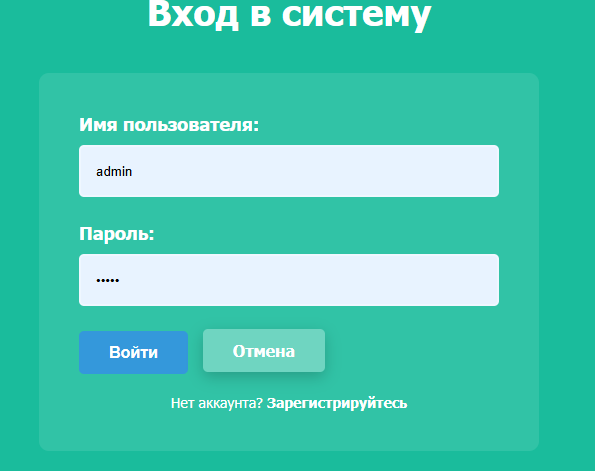 Вход в систему
Имя пользователя:
admin
Пароль:
•••••
Войти Отмена
Нет аккаунта? Зарегистрируйтесь